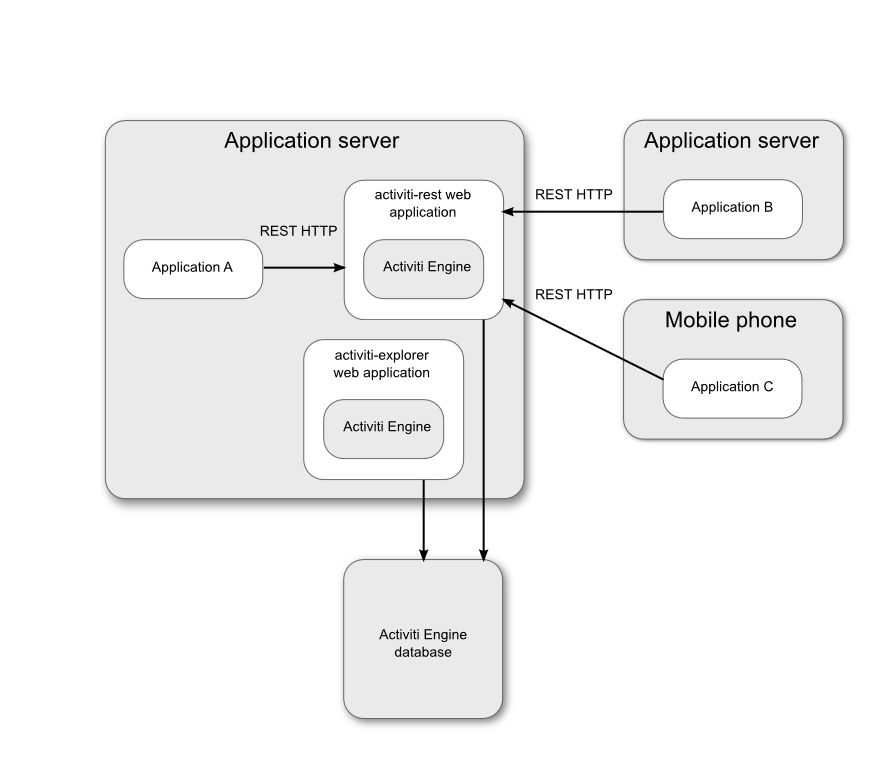 Application server
activiti-rest web
application
REST HTTP
Application A
Activiti Engine
activiti-explorer
web application
Activiti Engine
REST HTTP
Application server
Application B
REST HTTP
Mobile phone
Application C
Activiti Engine
database